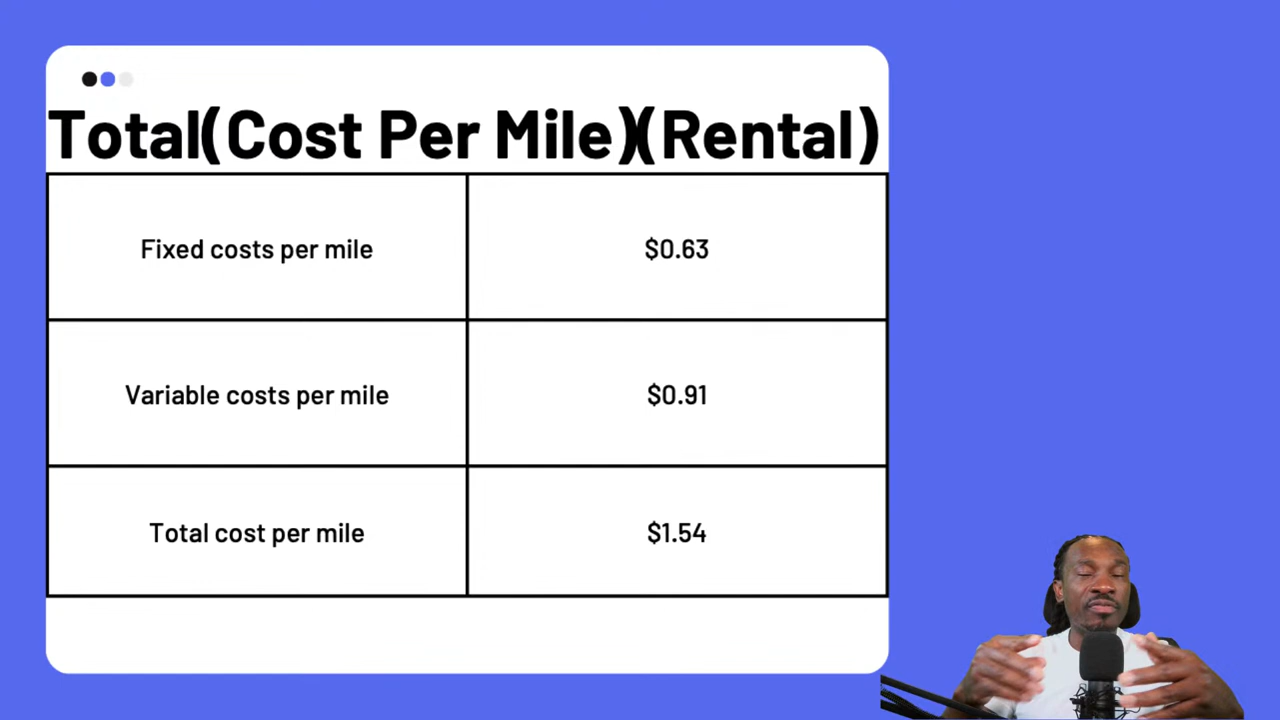 Total(Cost Per Mile)(Rental)
Fixed costs per mile $0.63
Variable costs per mile $0.91
Total cost per mile $1.54